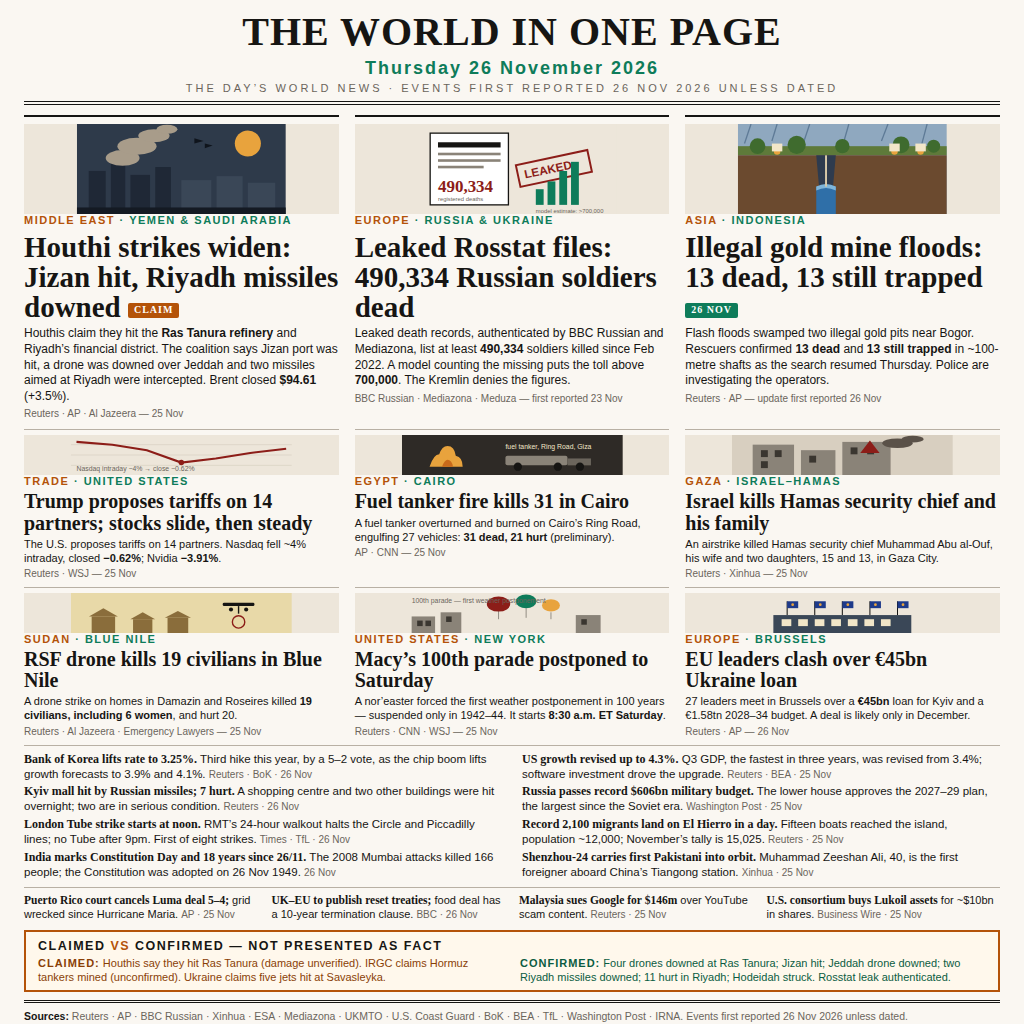 THE WORLD IN ONE PAGE
Thursday 26 November 2026
THE DAY'S WORLD NEWS · EVENTS FIRST REPORTED 26 NOV 2026 UNLESS DATED
MIDDLE EAST · YEMEN & SAUDI ARABIA
Houthi strikes widen:
Jizan hit, Riyadh missiles
downed CLAIM
Houthis claim they hit the Ras Tanura refinery and
Riyadh's financial district. The coalition says Jizan port was
hit, a drone was downed over Jeddah and two missiles
aimed at Riyadh were intercepted. Brent closed $94.61
(+3.5%).
Reuters · AP · Al Jazeera — 25 Nov
490,334
registered deaths
LEAKED
model estimate: >700,000
EUROPE · RUSSIA & UKRAINE
Leaked Rosstat files:
490,334 Russian soldiers
dead
Leaked death records, authenticated by BBC Russian and
Mediazona, list at least 490,334 soldiers killed since Feb
2022. A model counting the missing puts the toll above
700,000. The Kremlin denies the figures.
BBC Russian · Mediazona · Meduza — first reported 23 Nov
ASIA · INDONESIA
Illegal gold mine floods:
13 dead, 13 still trapped
26 NOV
Flash floods swamped two illegal gold pits near Bogor.
Rescuers confirmed 13 dead and 13 still trapped in ~100-
metre shafts as the search resumed Thursday. Police are
investigating the operators.
Reuters · AP — update first reported 26 Nov
Nasdaq intraday −4% → close −0.62%
TRADE · UNITED STATES
Trump proposes tariffs on 14
partners; stocks slide, then steady
The U.S. proposes tariffs on 14 partners. Nasdaq fell ~4%
intraday, closed −0.62%; Nvidia −3.91%.
Reuters · WSJ — 25 Nov
fuel tanker, Ring Road, Giza
EGYPT · CAIRO
Fuel tanker fire kills 31 in Cairo
A fuel tanker overturned and burned on Cairo's Ring Road,
engulfing 27 vehicles: 31 dead, 21 hurt (preliminary).
AP · CNN — 25 Nov
GAZA · ISRAEL–HAMAS
Israel kills Hamas security chief and
his family
An airstrike killed Hamas security chief Muhammad Abu al-Ouf,
his wife and two daughters, 15 and 13, in Gaza City.
Reuters · Xinhua — 25 Nov
SUDAN · BLUE NILE
RSF drone kills 19 civilians in Blue
Nile
A drone strike on homes in Damazin and Roseires killed 19
civilians, including 6 women, and hurt 20.
Reuters · Al Jazeera · Emergency Lawyers — 25 Nov
100th parade — first weather postponement
UNITED STATES · NEW YORK
Macy's 100th parade postponed to
Saturday
A nor'easter forced the first weather postponement in 100 years
— suspended only in 1942–44. It starts 8:30 a.m. ET Saturday.
Reuters · CNN · WSJ — 25 Nov
EUROPE · BRUSSELS
EU leaders clash over €45bn
Ukraine loan
27 leaders met in Brussels over a €45bn loan for Kyiv and a
€1.58tn 2028–34 budget. A deal is likely only in December.
Reuters · AP — 26 Nov
Bank of Korea lifts rate to 3.25%. Third hike this year, by a 5–2 vote, as the chip boom lifts
growth forecasts to 3.9% and 4.1%. Reuters · BoK · 26 Nov
Kyiv mall hit by Russian missiles; 7 hurt. A shopping centre and two other buildings were hit
overnight; two are in serious condition. Reuters · 26 Nov
London Tube strike starts at noon. RMT's 24-hour walkout halts the Circle and Piccadilly
lines; no Tube after 9pm. First of eight strikes. Times · TfL · 26 Nov
India marks Constitution Day and 18 years since 26/11. The 2008 Mumbai attacks killed 166
people; the Constitution was adopted on 26 Nov 1949. 26 Nov
US growth revised up to 4.3%. Q3 GDP, the fastest in three years, was revised from 3.4%;
software investment drove the upgrade. Reuters · BEA · 25 Nov
Russia passes record $606bn military budget. The lower house approves the 2027–29 plan,
the largest since the Soviet era. Washington Post · 25 Nov
Record 2,100 migrants land on El Hierro in a day. Fifteen boats reached the island,
population ~12,000; November's tally is 15,025. Reuters · 25 Nov
Shenzhou-24 carries first Pakistani into orbit. Muhammad Zeeshan Ali, 40, is the first
foreigner aboard China's Tiangong station. Xinhua · 25 Nov
Puerto Rico court cancels Luma deal 5–4; grid
wrecked since Hurricane Maria. AP · 25 Nov
UK–EU to publish reset treaties; food deal has
a 10-year termination clause. BBC · 26 Nov
Malaysia sues Google for $146m over YouTube
scam content. Reuters · 25 Nov
U.S. consortium buys Lukoil assets for ~$10bn
in shares. Business Wire · 25 Nov
CLAIMED VS CONFIRMED — NOT PRESENTED AS FACT
CLAIMED: Houthis say they hit Ras Tanura (damage unverified). IRGC claims Hormuz
tankers mined (unconfirmed). Ukraine claims five jets hit at Savasleyka.
CONFIRMED: Four drones downed at Ras Tanura; Jizan hit; Jeddah drone downed; two
Riyadh missiles downed; 11 hurt in Riyadh; Hodeidah struck. Rosstat leak authenticated.
Sources: Reuters · AP · BBC Russian · Xinhua · ESA · Mediazona · UKMTO · U.S. Coast Guard · BoK · BEA · TfL · Washington Post · IRNA. Events first reported 26 Nov 2026 unless dated.